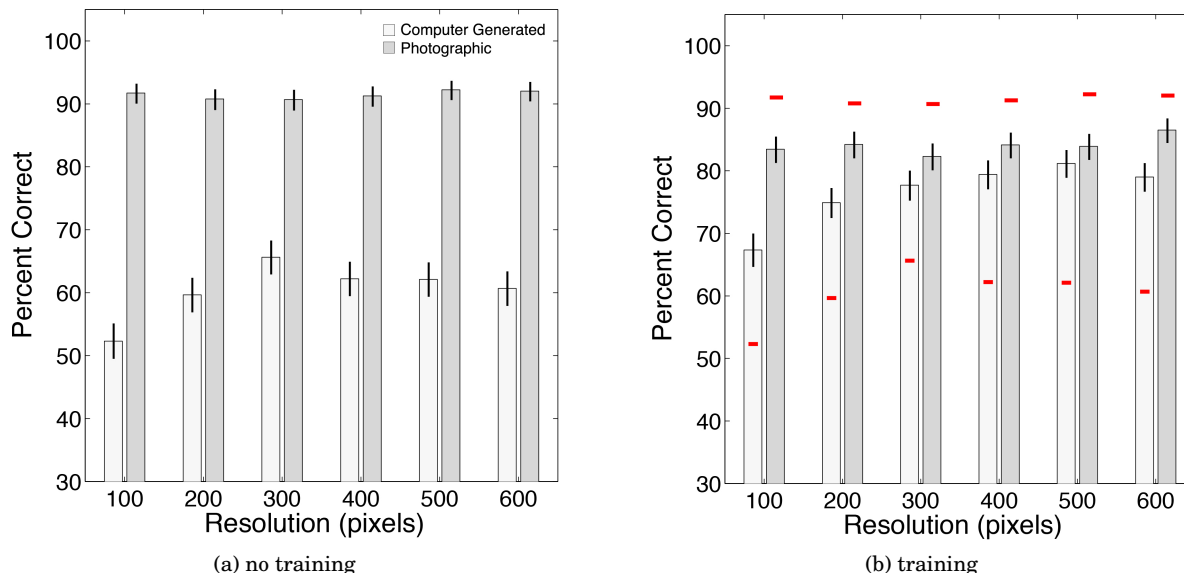 Computer Generated
Photographic
100
90
80
70
60
50
40
30
Percent Correct
100 200 300 400 500 600
Resolution (pixels)
(a) no training
100
90
80
70
60
50
40
30
Percent Correct
100 200 300 400 500 600
Resolution (pixels)
(b) training